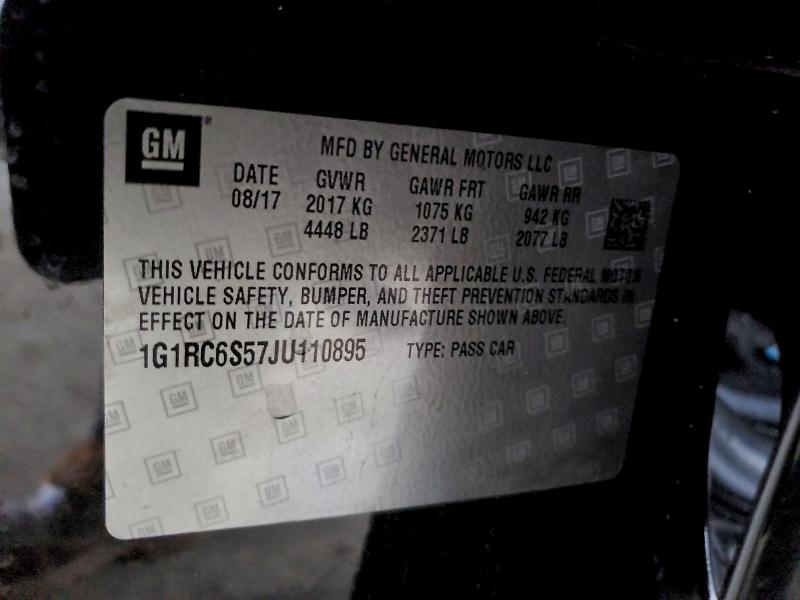 GM
MFD BY GENERAL MOTORS LLC
DATE GVWR GAWR FRT GAWR RR
08/17 2017 KG 1075 KG 942 KG
4448 LB 2371 LB 2077 LB
THIS VEHICLE CONFORMS TO ALL APPLICABLE U.S. FEDERAL MOTOR
VEHICLE SAFETY, BUMPER, AND THEFT PREVENTION STANDARDS IN
EFFECT ON THE DATE OF MANUFACTURE SHOWN ABOVE.
1G1RC6S57JU110895 TYPE: PASS CAR